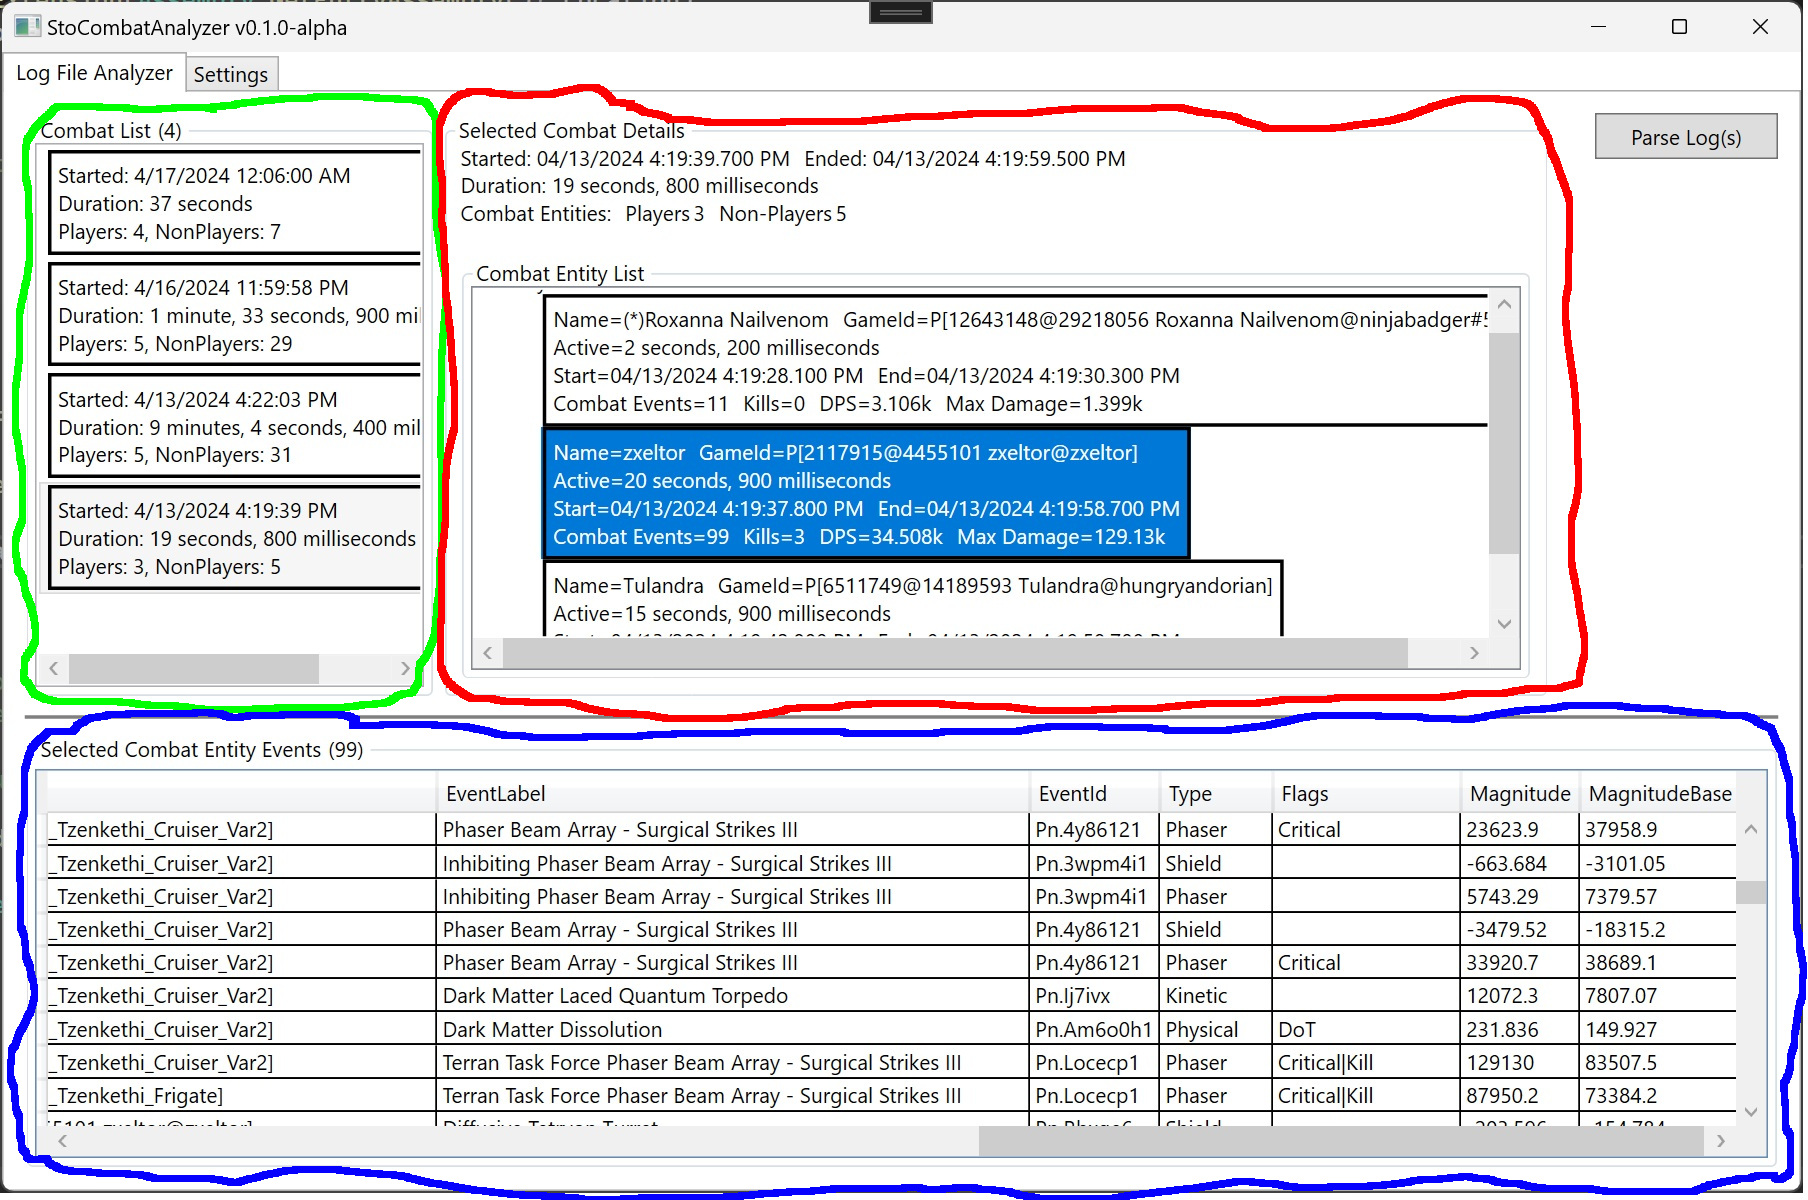 StoCombatAnalyzer v0.1.0-alpha
Log File Analyzer
Settings
Combat List (4)
Started: 4/17/2024 12:06:00 AM
Duration: 37 seconds
Players: 4, NonPlayers: 7
Started: 4/16/2024 11:59:58 PM
Duration: 1 minute, 33 seconds, 900 mi
Players: 5, NonPlayers: 29
Started: 4/13/2024 4:22:03 PM
Duration: 9 minutes, 4 seconds, 400 mil
Players: 5, NonPlayers: 31
Started: 4/13/2024 4:19:39 PM
Duration: 19 seconds, 800 milliseconds
Players: 3, NonPlayers: 5
Selected Combat Details
Started: 04/13/2024 4:19:39.700 PM Ended: 04/13/2024 4:19:59.500 PM
Duration: 19 seconds, 800 milliseconds
Combat Entities: Players 3 Non-Players 5
Parse Log(s)
Combat Entity List
Name=(*)Roxanna Nailvenom GameId=P[12643148@29218056 Roxanna Nailvenom@ninjabadger#5
Active=2 seconds, 200 milliseconds
Start=04/13/2024 4:19:28.100 PM End=04/13/2024 4:19:30.300 PM
Combat Events=11 Kills=0 DPS=3.106k Max Damage=1.399k
Name=zxeltor GameId=P[2117915@4455101 zxeltor@zxeltor]
Active=20 seconds, 900 milliseconds
Start=04/13/2024 4:19:37.800 PM End=04/13/2024 4:19:58.700 PM
Combat Events=99 Kills=3 DPS=34.508k Max Damage=129.13k
Name=Tulandra GameId=P[6511749@14189593 Tulandra@hungryandorian]
Active=15 seconds, 900 milliseconds
Selected Combat Entity Events (99)
EventLabel EventId Type Flags Magnitude MagnitudeBase
_Tzenkethi_Cruiser_Var2] Phaser Beam Array - Surgical Strikes III Pn.4y86121 Phaser Critical 23623.9 37958.9
_Tzenkethi_Cruiser_Var2] Inhibiting Phaser Beam Array - Surgical Strikes III Pn.3wpm4i1 Shield -663.684 -3101.05
_Tzenkethi_Cruiser_Var2] Inhibiting Phaser Beam Array - Surgical Strikes III Pn.3wpm4i1 Phaser 5743.29 7379.57
_Tzenkethi_Cruiser_Var2] Phaser Beam Array - Surgical Strikes III Pn.4y86121 Shield -3479.52 -18315.2
_Tzenkethi_Cruiser_Var2] Phaser Beam Array - Surgical Strikes III Pn.4y86121 Phaser Critical 33920.7 38689.1
_Tzenkethi_Cruiser_Var2] Dark Matter Laced Quantum Torpedo Pn.Ij7ivx Kinetic 12072.3 7807.07
_Tzenkethi_Cruiser_Var2] Dark Matter Dissolution Pn.Am6o0h1 Physical DoT 231.836 149.927
_Tzenkethi_Cruiser_Var2] Terran Task Force Phaser Beam Array - Surgical Strikes III Pn.Locecp1 Phaser Critical|Kill 129130 83507.5
_Tzenkethi_Frigate] Terran Task Force Phaser Beam Array - Surgical Strikes III Pn.Locecp1 Phaser Critical|Kill 87950.2 73384.2